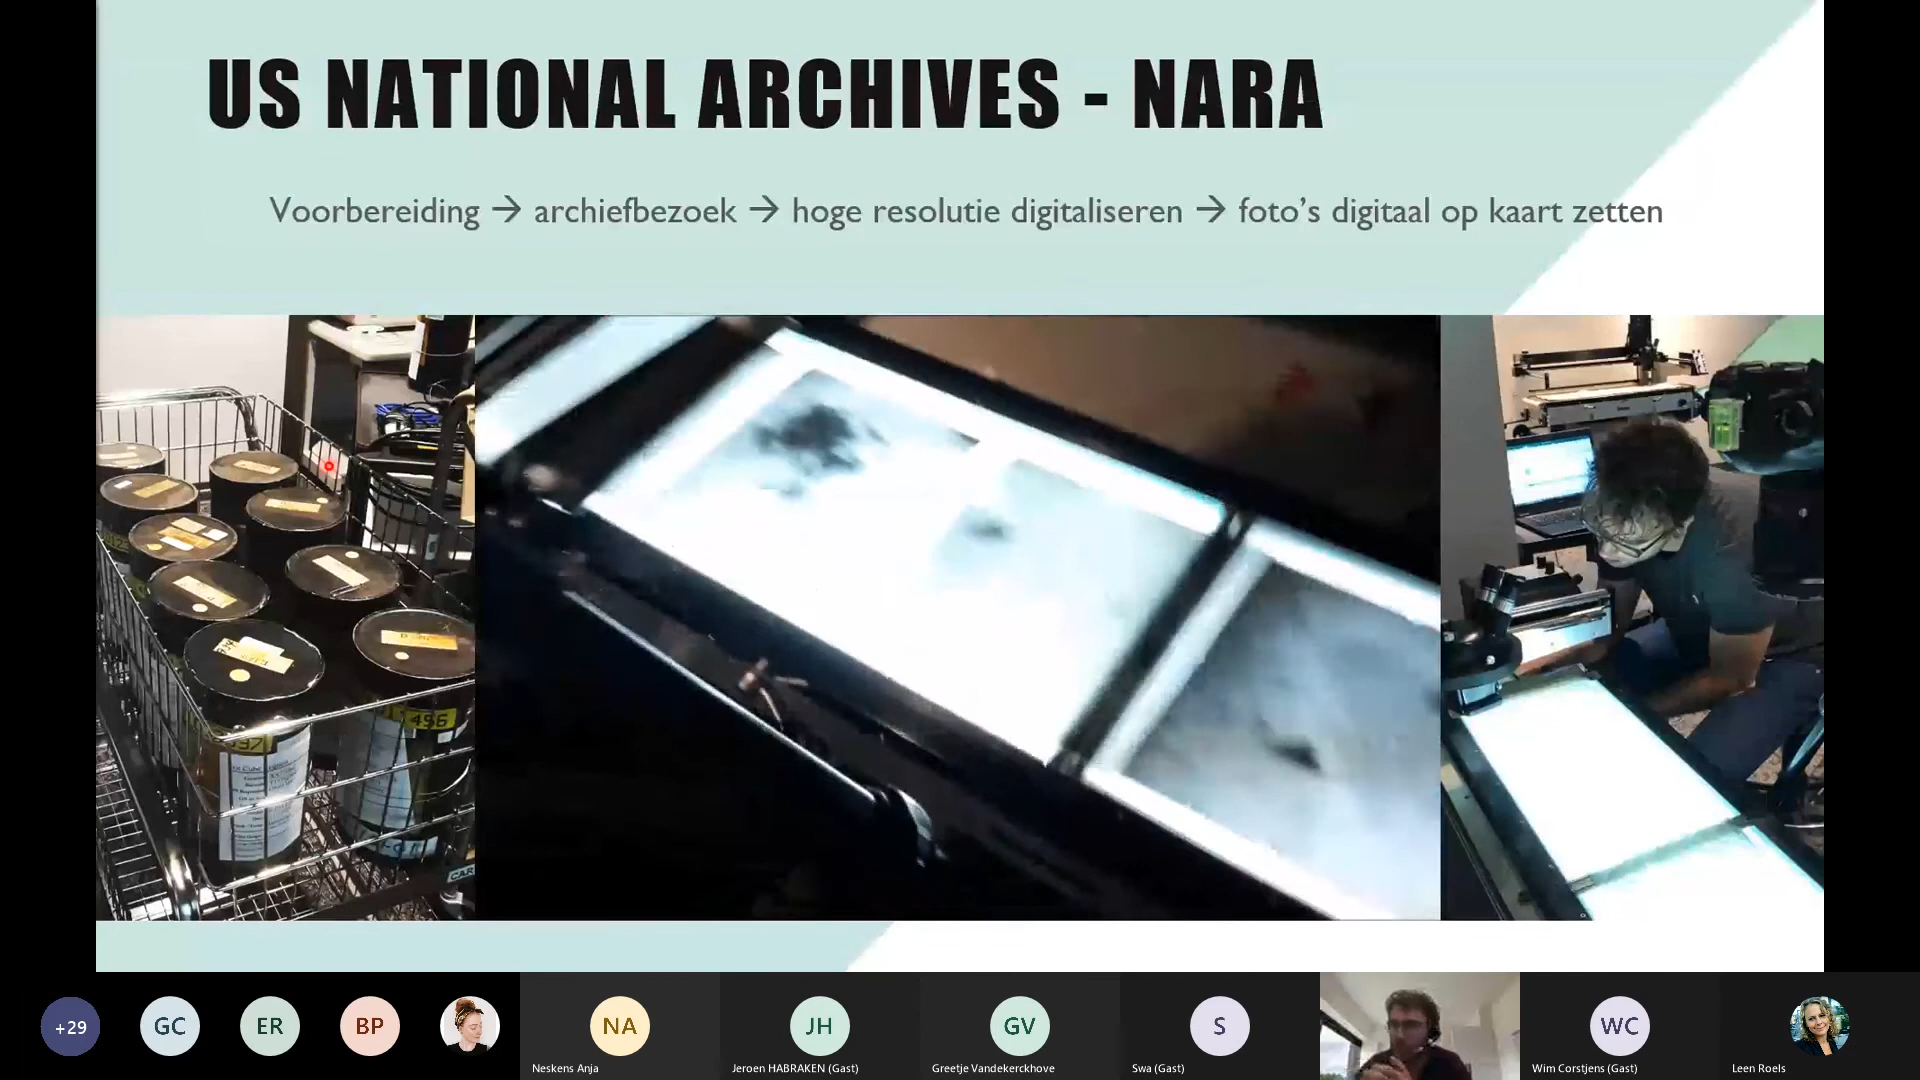 US NATIONAL ARCHIVES - NARA
Voorbereiding → archiefbezoek → hoge resolutie digitaliseren → foto's digitaal op kaart zetten
496
+29
GC
ER
BP
NA
JH
GV
S
WC
Neskens Anja
Jeroen HABRAKEN (Gast)
Greetje Vandekerckhove
Swa (Gast)
Wim Corstjens (Gast)
Leen Roels